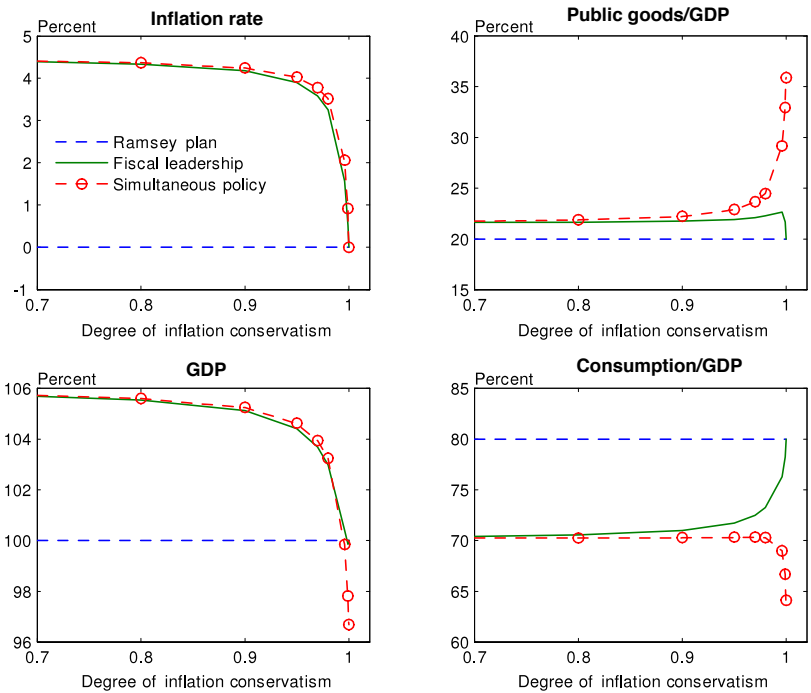 Inflation rate
Percent
5
4
3
2
1
0
-1
Ramsey plan
Fiscal leadership
Simultaneous policy
0.7 0.8 0.9 1
Degree of inflation conservatism
Public goods/GDP
Percent
40
35
30
25
20
15
0.7 0.8 0.9 1
Degree of inflation conservatism
GDP
Percent
106
104
102
100
98
96
0.7 0.8 0.9 1
Degree of inflation conservatism
Consumption/GDP
Percent
85
80
75
70
65
60
0.7 0.8 0.9 1
Degree of inflation conservatism